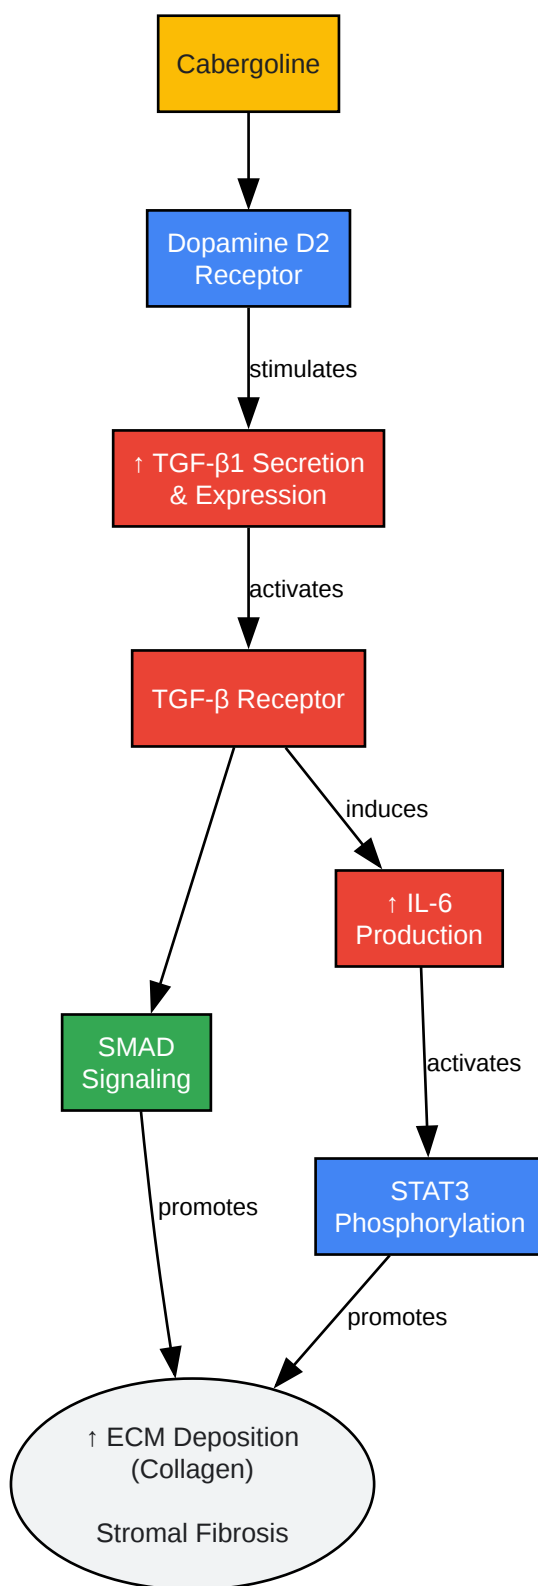 Cabergoline
Dopamine D2
Receptor
stimulates
↑ TGF-β1 Secretion
& Expression
activates
TGF-β Receptor
induces
↑ IL-6
Production
SMAD
Signaling
activates
STAT3
Phosphorylation
promotes
promotes
↑ ECM Deposition
(Collagen)
Stromal Fibrosis